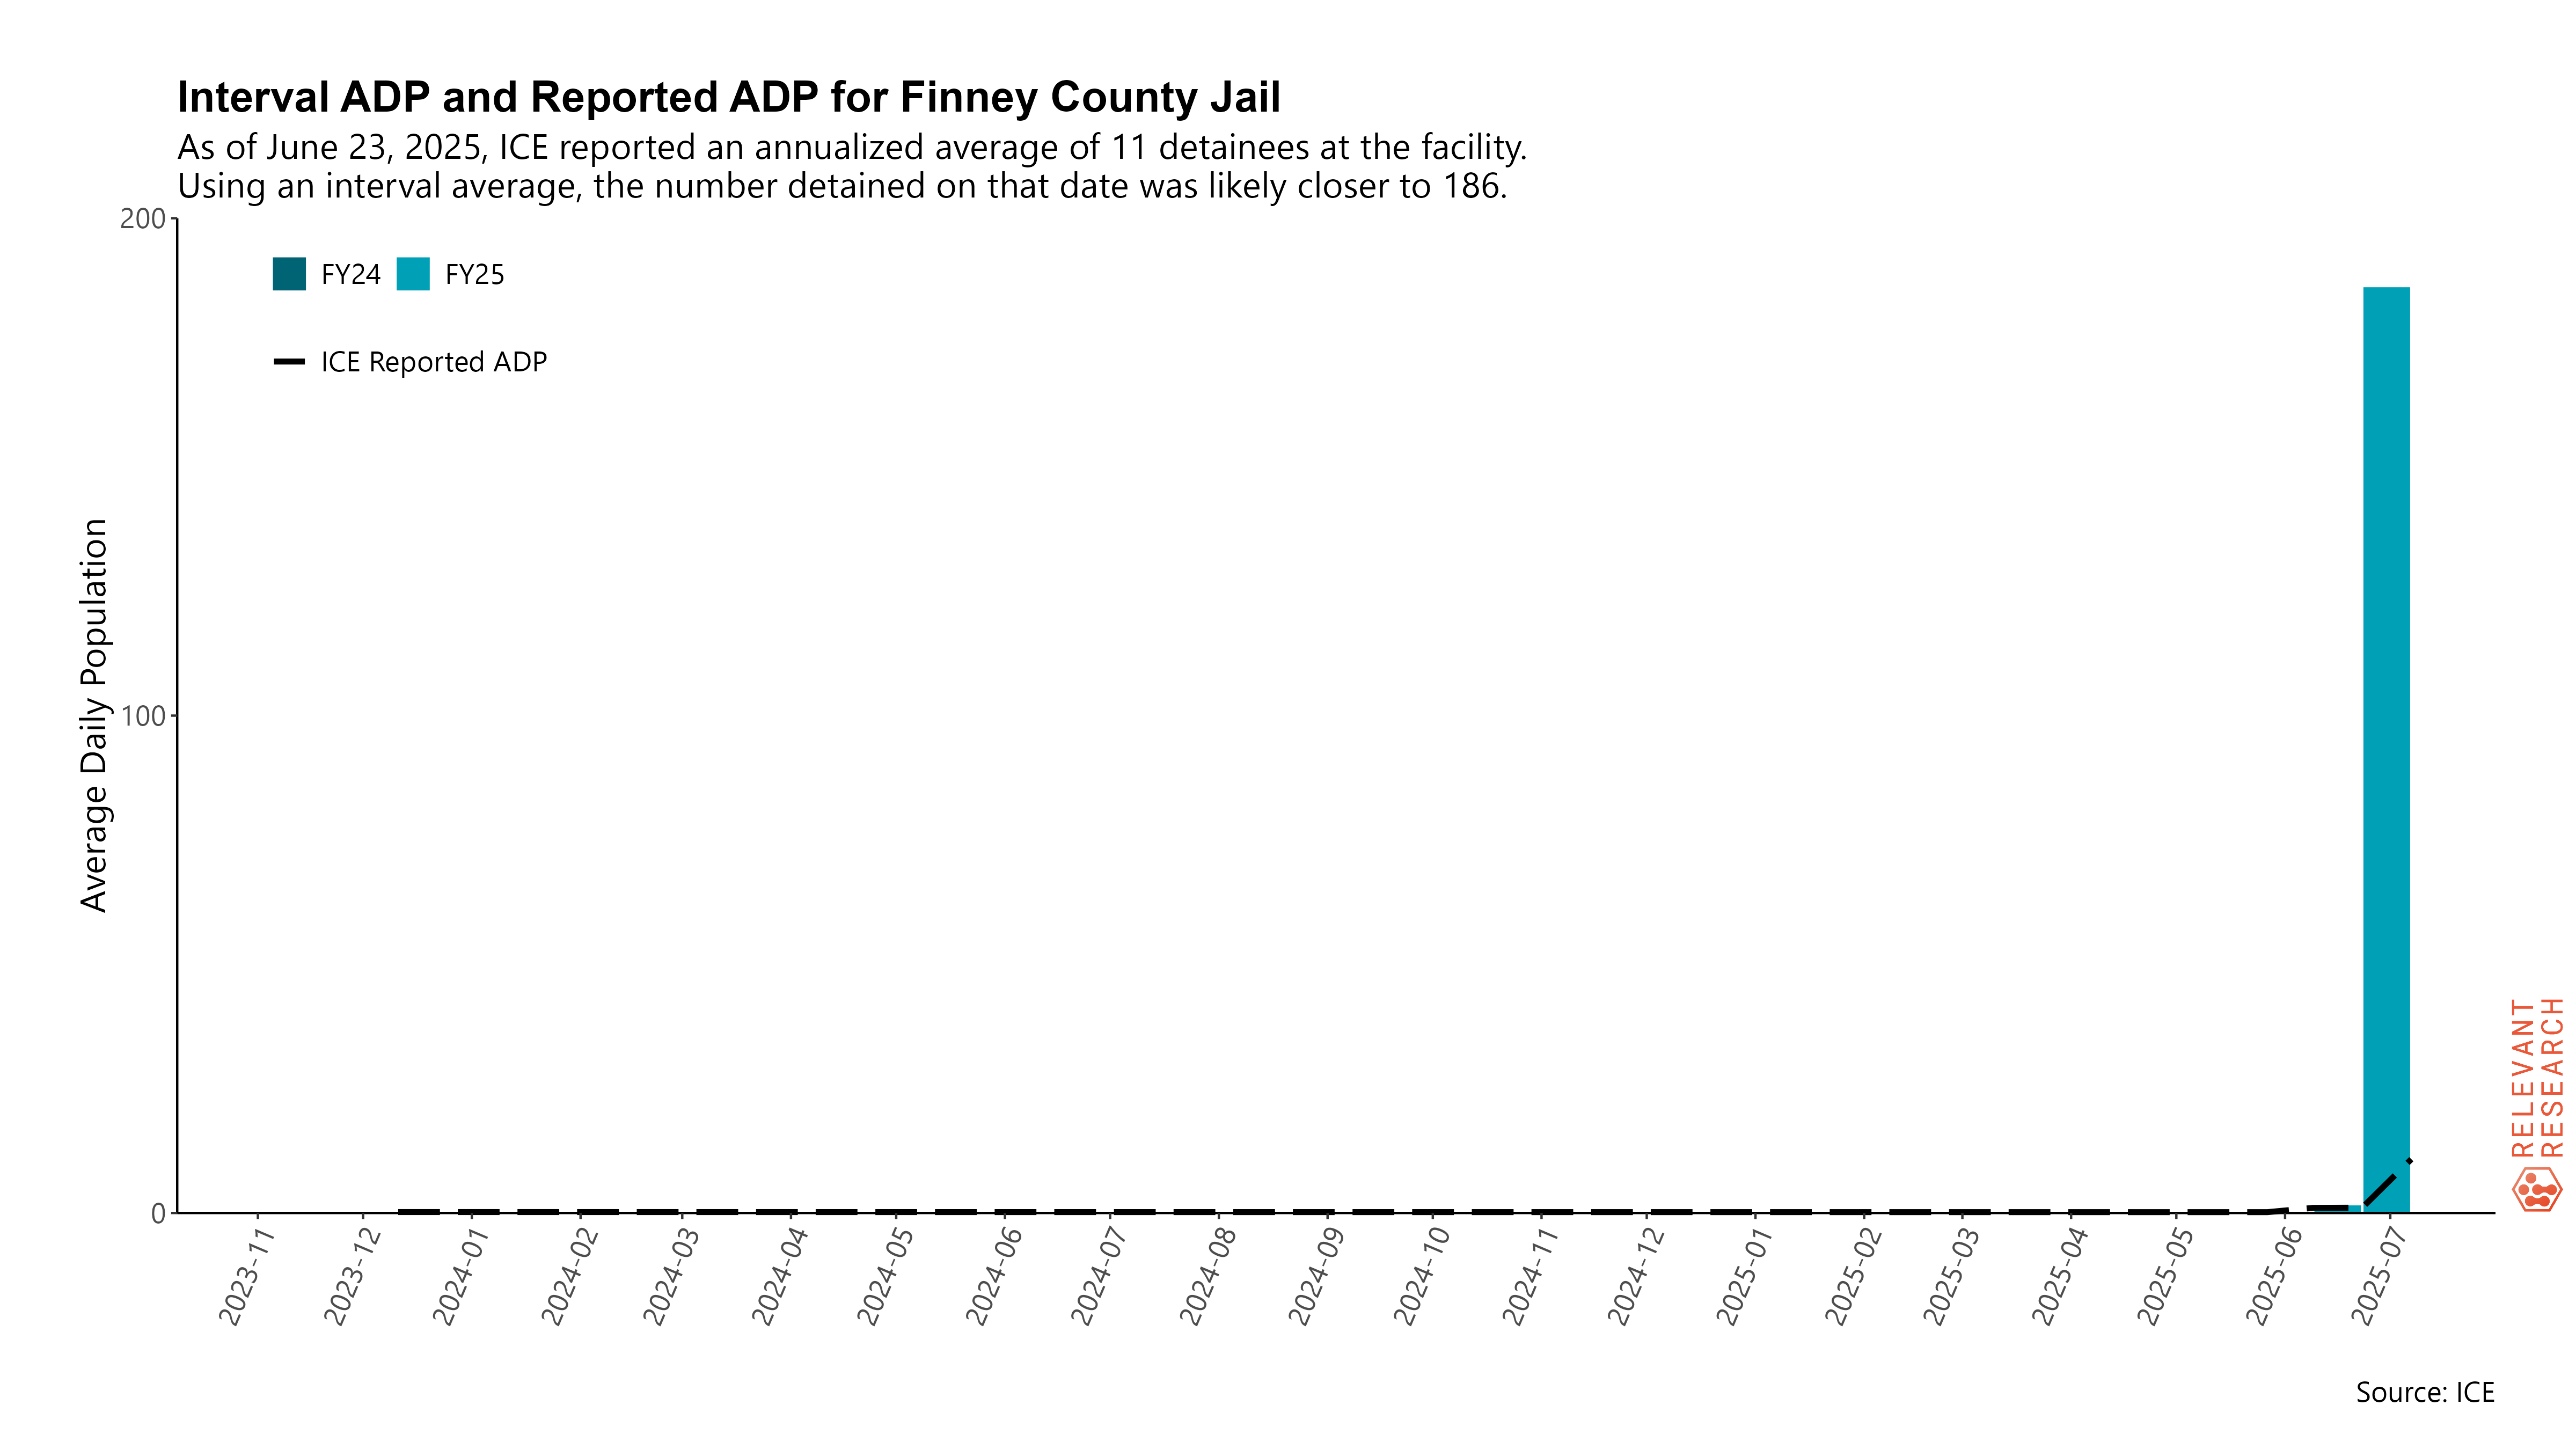 Interval ADP and Reported ADP for Finney County Jail
As of June 23, 2025, ICE reported an annualized average of 11 detainees at the facility.
Using an interval average, the number detained on that date was likely closer to 186.
200
FY24 FY25
ICE Reported ADP
Average Daily Population
100
0
2023-11 2023-12 2024-01 2024-02 2024-03 2024-04 2024-05 2024-06 2024-07 2024-08 2024-09 2024-10 2024-11 2024-12 2025-01 2025-02 2025-03 2025-04 2025-05 2025-06 2025-07
RELEVANT
RESEARCH
Source: ICE